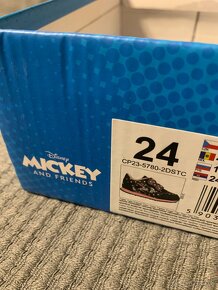 Disney
MICKEY
AND FRIENDS
24
CP23-5780-2DSTC